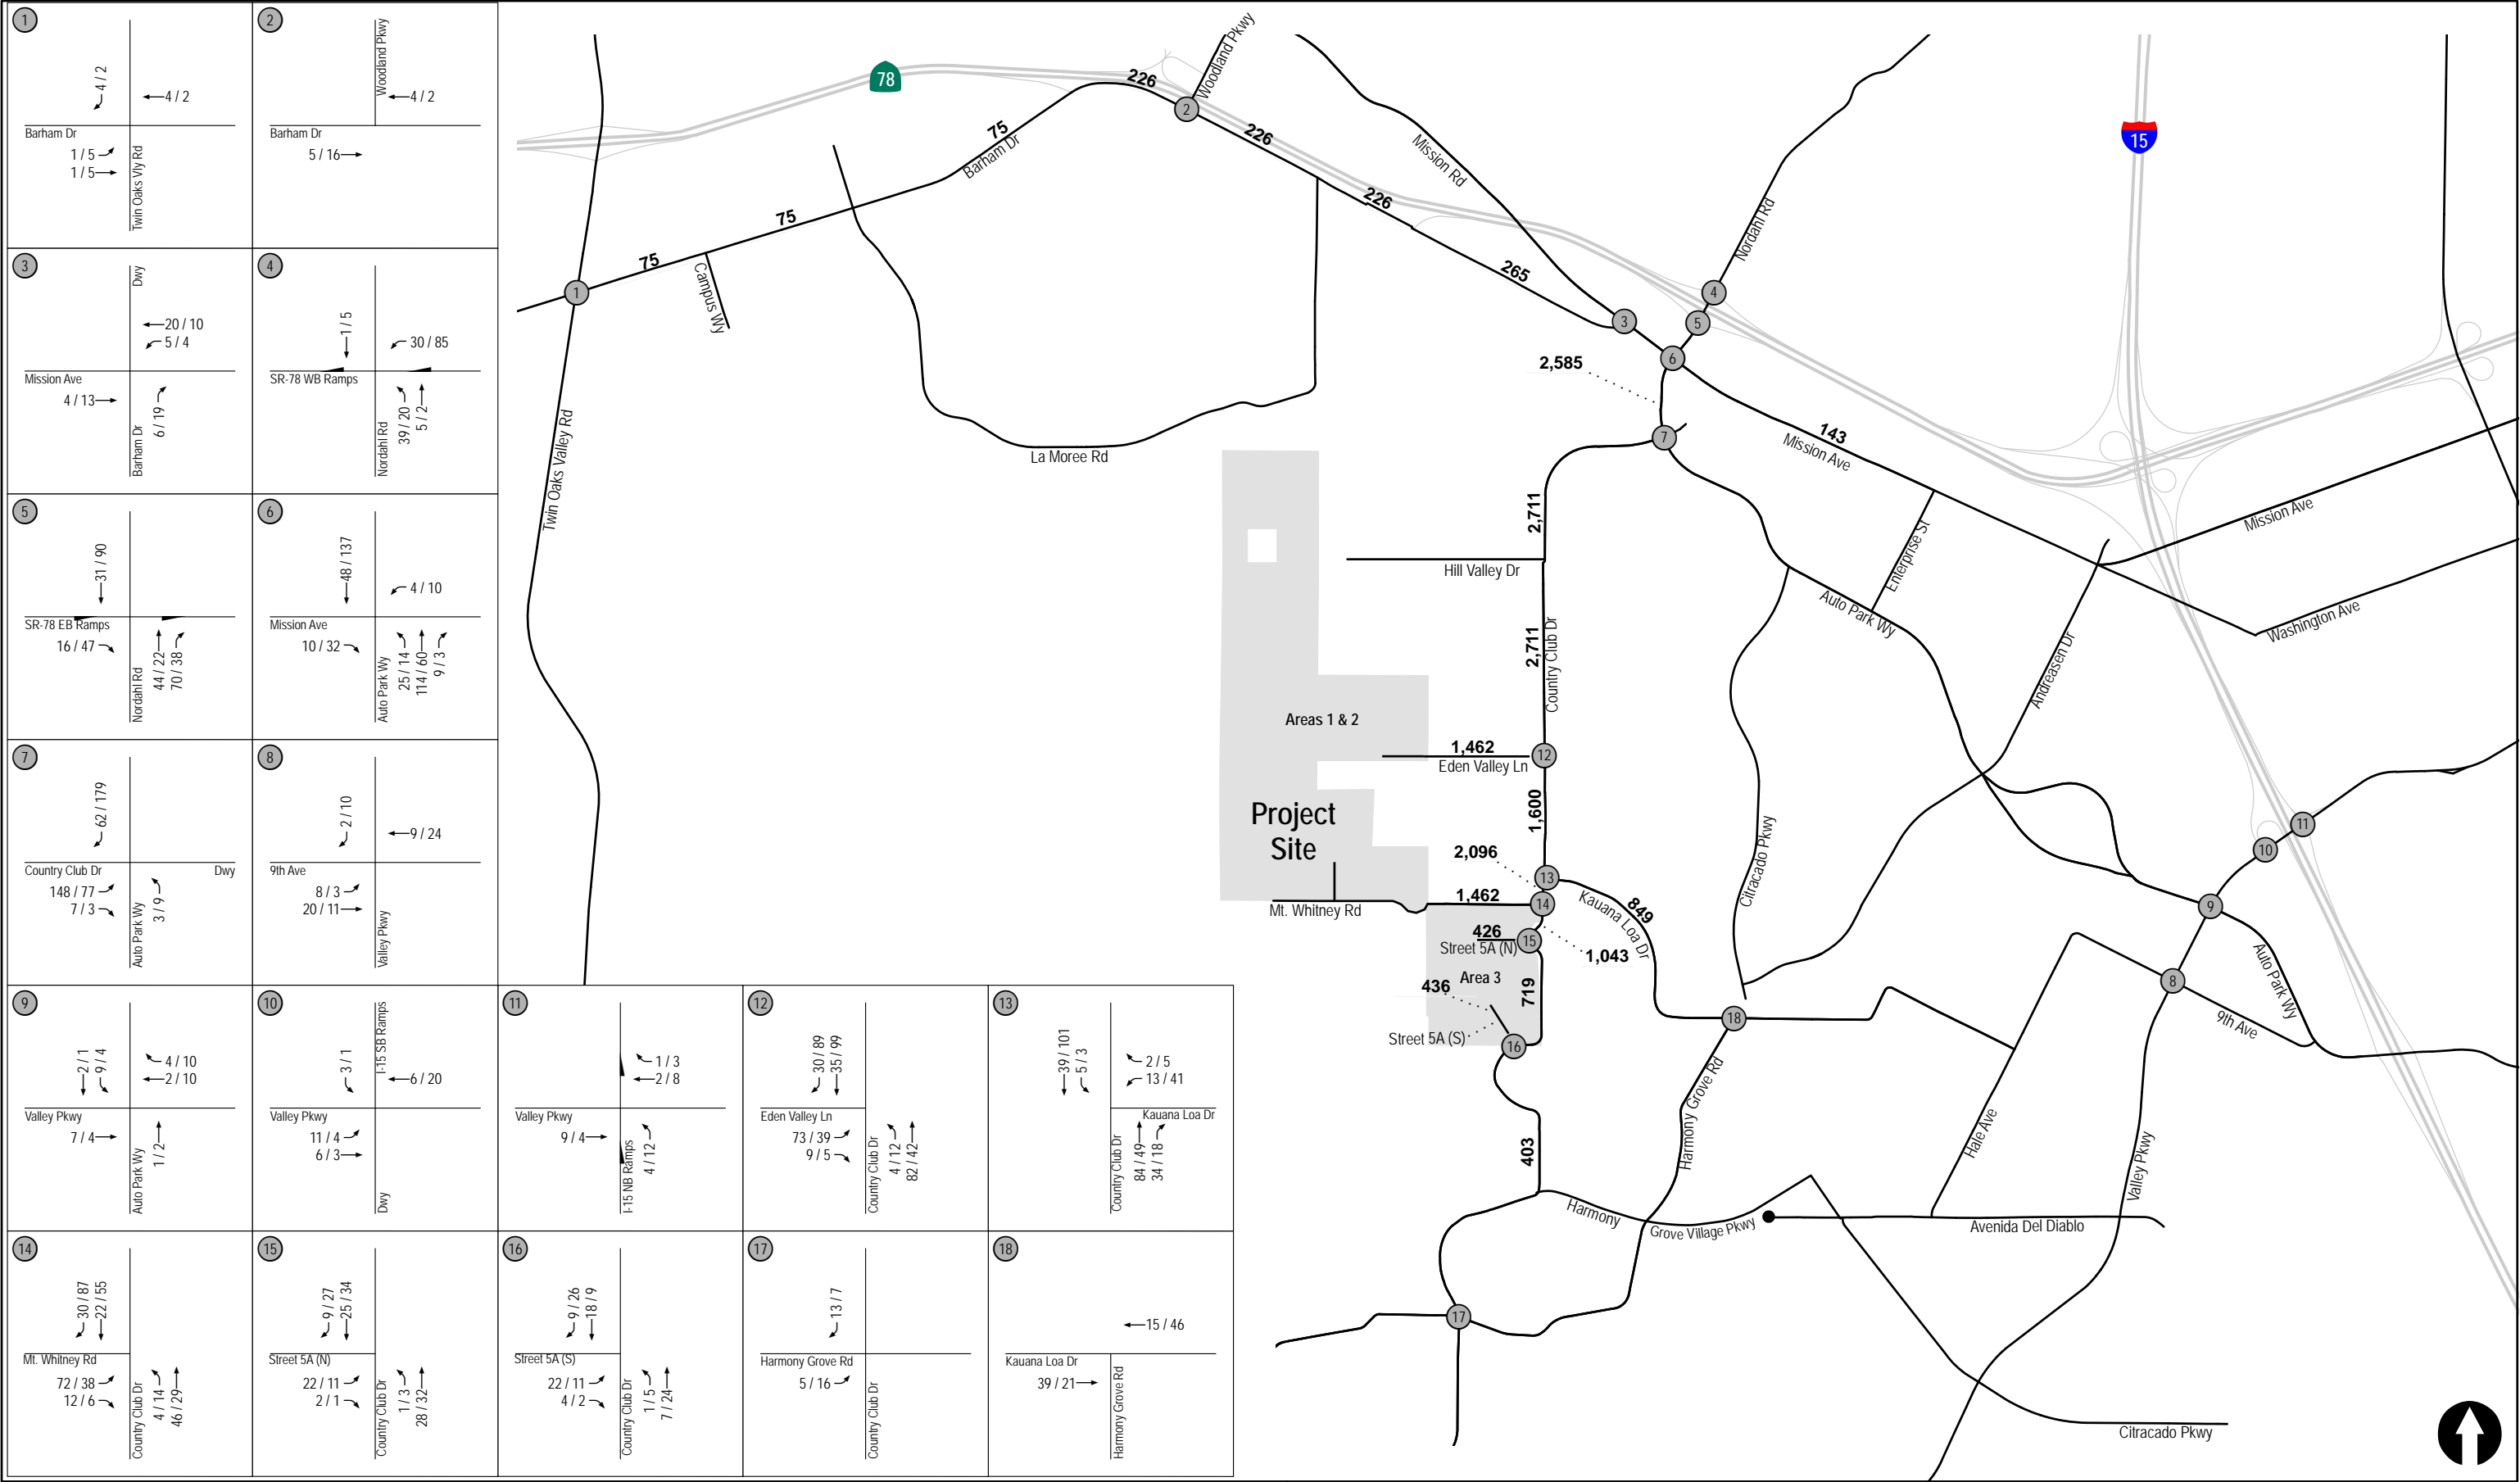 1
4 / 2
4 / 2
Barham Dr
1 / 5
1 / 5
Twin Oaks Vly Rd
2
Woodland Pkwy
4 / 2
Barham Dr
5 / 16
3
Dwy
20 / 10
5 / 4
Mission Ave
4 / 13
Barham Dr
6 / 19
4
1 / 5
30 / 85
SR-78 WB Ramps
Nordahl Rd
39 / 20
5 / 2
5
31 / 90
SR-78 EB Ramps
16 / 47
Nordahl Rd
44 / 22
70 / 38
6
48 / 137
4 / 10
Mission Ave
10 / 32
Auto Park Wy
25 / 14
114 / 60
9 / 3
7
62 / 179
Country Club Dr
Dwy
148 / 77
7 / 3
Auto Park Wy
3 / 9
8
2 / 10
9 / 24
9th Ave
8 / 3
20 / 11
Valley Pkwy
9
2 / 1
9 / 4
4 / 10
2 / 10
Valley Pkwy
7 / 4
Auto Park Wy
1 / 2
10
3 / 1
I-15 SB Ramps
6 / 20
Valley Pkwy
11 / 4
6 / 3
Dwy
11
1 / 3
2 / 8
Valley Pkwy
9 / 4
I-15 NB Ramps
4 / 12
12
30 / 89
35 / 99
Eden Valley Ln
73 / 39
9 / 5
Country Club Dr
4 / 12
82 / 42
13
39 / 101
5 / 3
2 / 5
13 / 41
Kauana Loa Dr
Country Club Dr
84 / 49
34 / 18
14
30 / 87
22 / 55
Mt. Whitney Rd
72 / 38
12 / 6
Country Club Dr
4 / 14
46 / 29
15
9 / 27
25 / 34
Street 5A (N)
22 / 11
2 / 1
Country Club Dr
1 / 3
28 / 32
16
9 / 26
18 / 9
Street 5A (S)
22 / 11
4 / 2
Country Club Dr
1 / 5
7 / 24
17
13 / 7
Harmony Grove Rd
5 / 16
Country Club Dr
18
15 / 46
Kauana Loa Dr
39 / 21
Harmony Grove Rd
78
226
2
Woodland Pkwy
226
75
Barham Dr
Mission Rd
15
226
75
Nordahl Rd
75
265
Campus Wy
1
4
3
5
6
2,585
7
Twin Oaks Valley Rd
La Moree Rd
143
Mission Ave
2,711
Mission Ave
Hill Valley Dr
Enterprise St
Auto Park Wy
Washington Ave
2,711
Country Club Dr
Andreasen Dr
Areas 1 & 2
1,462
12
Eden Valley Ln
Project
Site
1,600
2,096
13
Citracado Pkwy
11
10
1,462
14
Mt. Whitney Rd
Kauana Loa Dr
849
9
426
15
Street 5A (N)
1,043
Area 3
436
719
Auto Park Wy
8
18
9th Ave
Street 5A (S)
16
Harmony Grove Rd
403
Hale Ave
Valley Pkwy
Harmony
Grove Village Pkwy
Avenida Del Diablo
17
Citracado Pkwy